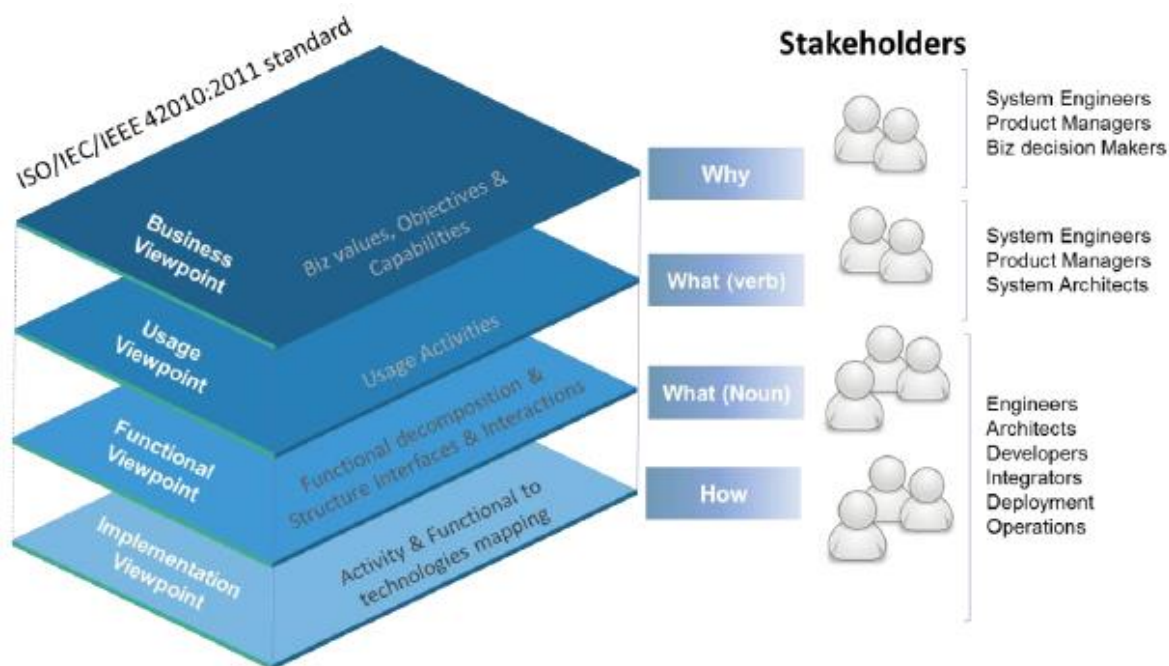 ISO/IEC/IEEE 42010:2011 standard
Stakeholders
Business
Viewpoint
Biz values, Objectives &
Capabilities
Why
System Engineers
Product Managers
Biz decision Makers
Usage
Viewpoint
Usage Activities
What (verb)
System Engineers
Product Managers
System Architects
Functional
Viewpoint
Functional decomposition &
Structure Interfaces & Interactions
What (Noun)
Implementation
Viewpoint
Activity & Functional to
technologies mapping
How
Engineers
Architects
Developers
Integrators
Deployment
Operations